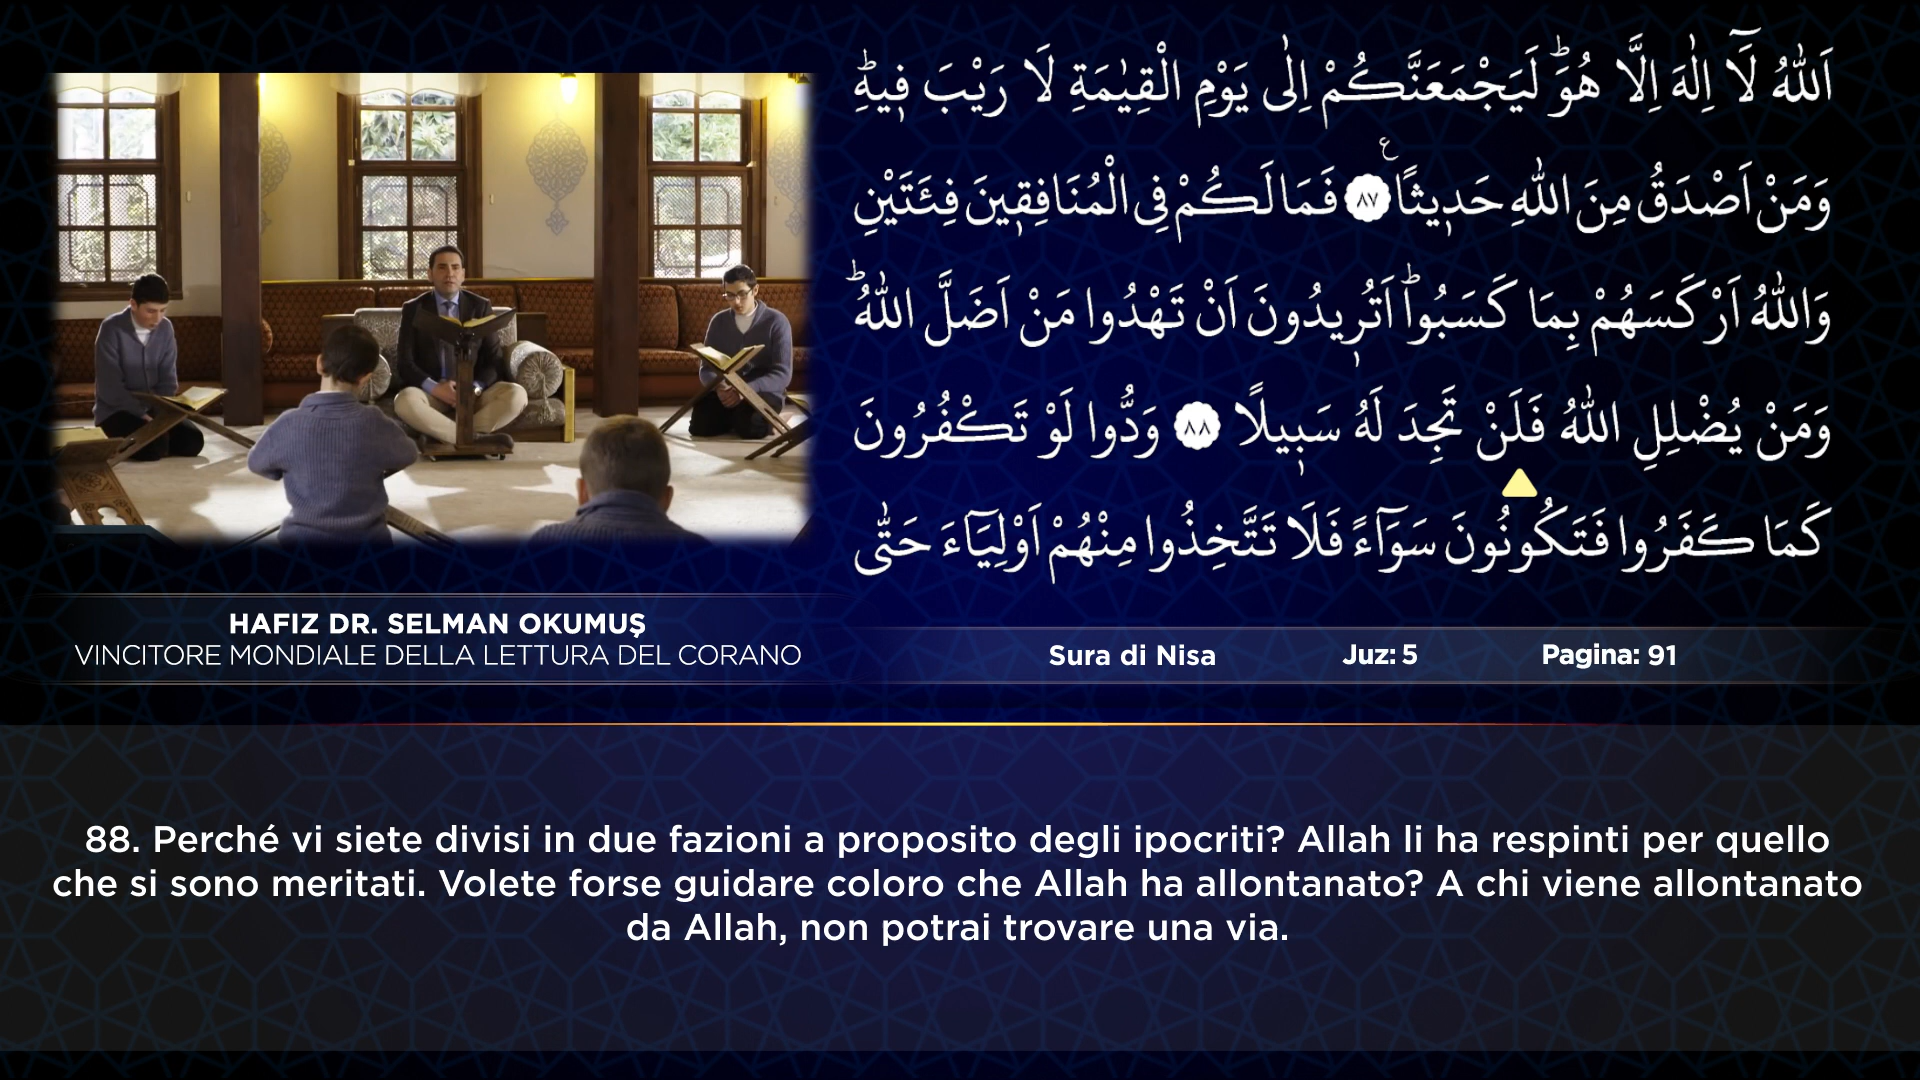 اَللّٰهُ لَٓا اِلٰهَ اِلَّا هُوَۜ لَيَجْمَعَنَّكُمْ اِلٰى يَوْمِ الْقِيٰمَةِ لَا رَيْبَ ف۪يهِۜ
وَمَنْ اَصْدَقُ مِنَ اللّٰهِ حَد۪يثًا ع ٨٧ فَمَا لَكُمْ فِى الْمُنَافِق۪ينَ فِئَتَيْنِ
وَاللّٰهُ اَرْكَسَهُمْ بِمَا كَسَبُواۜ اَتُر۪يدُونَ اَنْ تَهْدُوا مَنْ اَضَلَّ اللّٰهُۜ
وَمَنْ يُضْلِلِ اللّٰهُ فَلَنْ تَجِدَ لَهُ سَب۪يلًا ٨٨ وَدُّوا لَوْ تَكْفُرُونَ
كَمَا كَفَرُوا فَتَكُونُونَ سَوَٓاءً فَلَا تَتَّخِذُوا مِنْهُمْ اَوْلِيَٓاءَ حَتّٰى
HAFIZ DR. SELMAN OKUMUŞ
VINCITORE MONDIALE DELLA LETTURA DEL CORANO
Sura di Nisa Juz: 5 Pagina: 91
88. Perché vi siete divisi in due fazioni a proposito degli ipocriti? Allah li ha respinti per quello
che si sono meritati. Volete forse guidare coloro che Allah ha allontanato? A chi viene allontanato
da Allah, non potrai trovare una via.